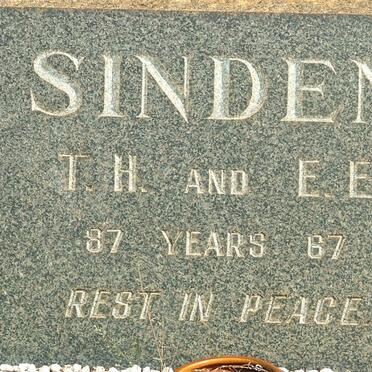 SINDEN
T. H. AND E. E
87 YEARS 67
REST IN PEACE.